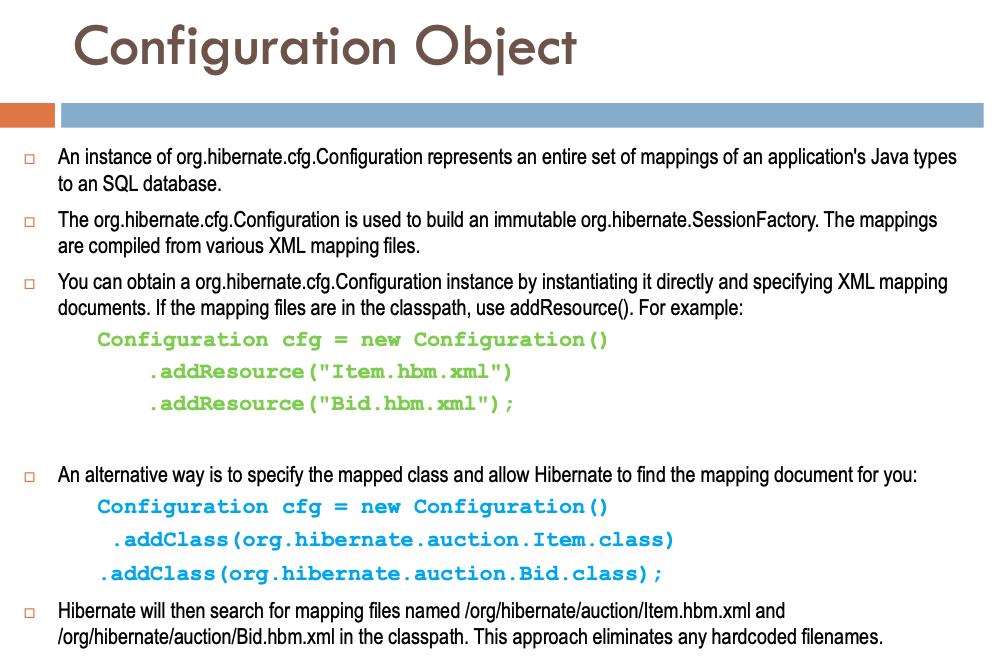 Configuration Object
An instance of org.hibernate.cfg.Configuration represents an entire set of mappings of an application's Java types
to an SQL database.
The org.hibernate.cfg.Configuration is used to build an immutable org.hibernate.SessionFactory. The mappings
are compiled from various XML mapping files.
You can obtain a org.hibernate.cfg.Configuration instance by instantiating it directly and specifying XML mapping
documents. If the mapping files are in the classpath, use addResource(). For example:
Configuration cfg = new Configuration()
.addResource("Item.hbm.xml")
.addResource("Bid.hbm.xml");
An alternative way is to specify the mapped class and allow Hibernate to find the mapping document for you:
Configuration cfg = new Configuration()
.addClass(org.hibernate.auction.Item.class)
.addClass(org.hibernate.auction.Bid.class);
Hibernate will then search for mapping files named /org/hibernate/auction/Item.hbm.xml and
/org/hibernate/auction/Bid.hbm.xml in the classpath. This approach eliminates any hardcoded filenames.